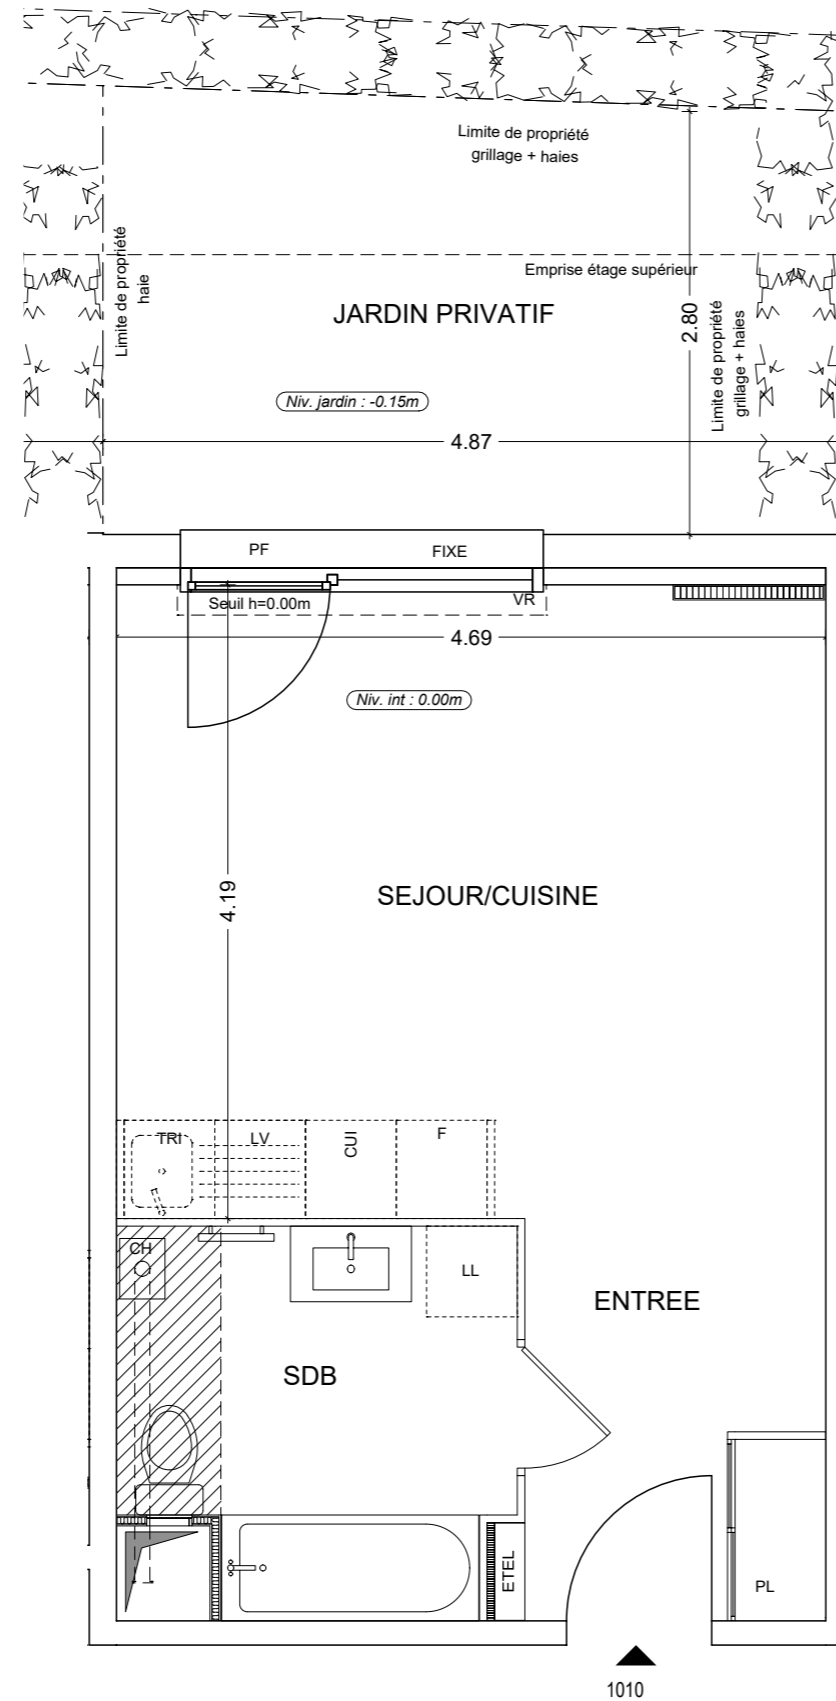 Limite de propriété
grillage + haies
Limite de propriété
haie
Emprise étage supérieur
JARDIN PRIVATIF
2.80
Limite de propriété
grillage + haies
Niv. jardin : -0.15m
4.87
PF
FIXE
Seuil h=0.00m
VR
4.69
Niv. int : 0.00m
4.19
SEJOUR/CUISINE
TRI
LV
CUI
F
CH
LL
ENTREE
SDB
ETEL
PL
1010